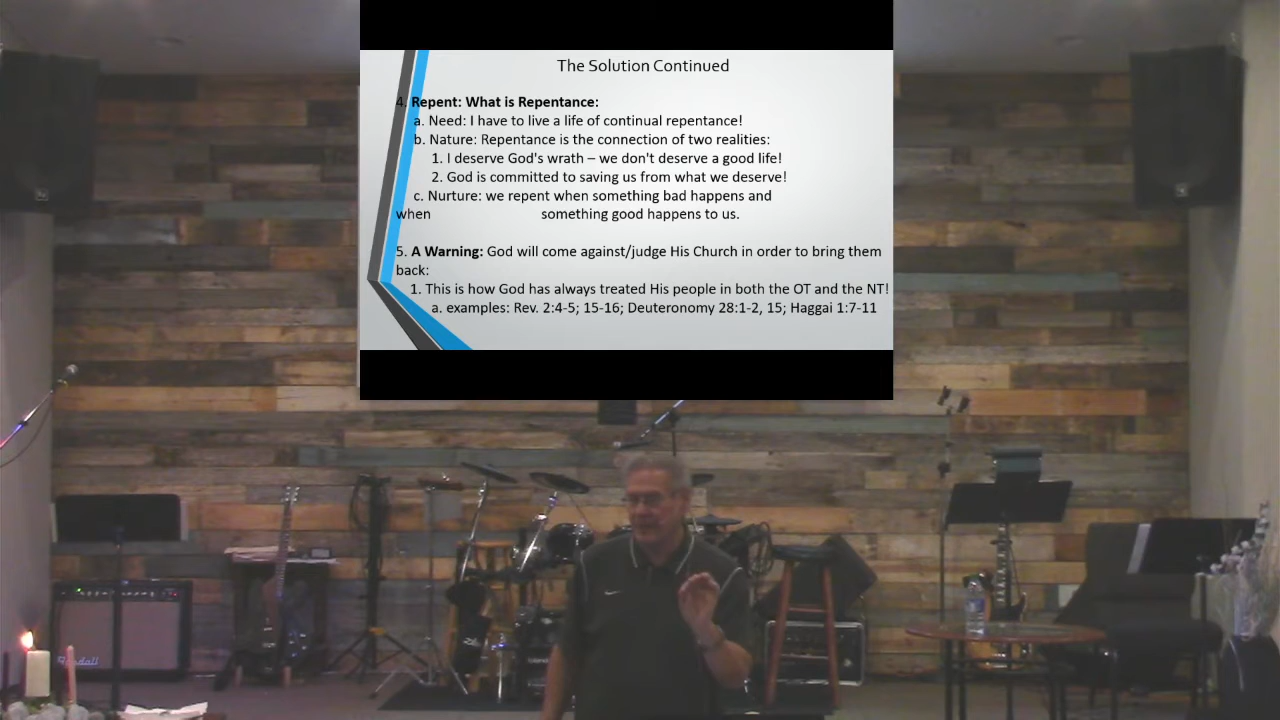 The Solution Continued
4. Repent: What is Repentance:
a. Need: I have to live a life of continual repentance!
b. Nature: Repentance is the connection of two realities:
1. I deserve God's wrath – we don't deserve a good life!
2. God is committed to saving us from what we deserve!
c. Nurture: we repent when something bad happens and
when something good happens to us.
5. A Warning: God will come against/judge His Church in order to bring them
back:
1. This is how God has always treated His people in both the OT and the NT!
a. examples: Rev. 2:4-5; 15-16; Deuteronomy 28:1-2, 15; Haggai 1:7-11
Randall